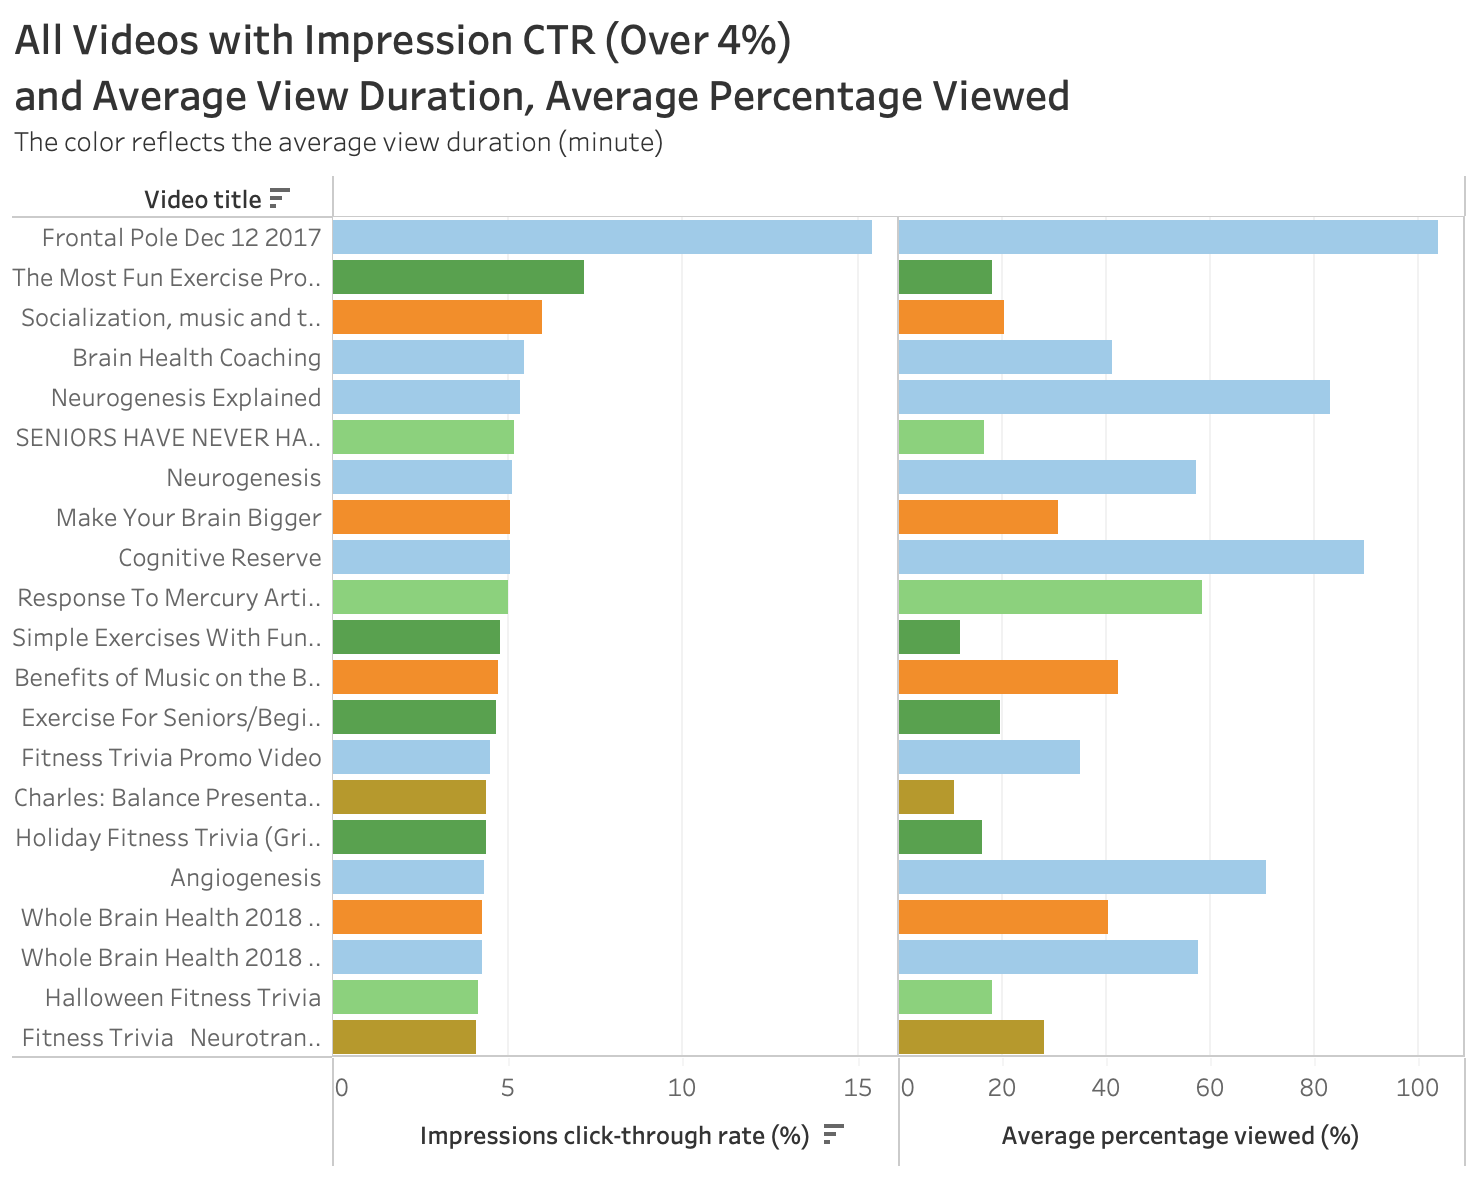 All Videos with Impression CTR (Over 4%)
and Average View Duration, Average Percentage Viewed
The color reflects the average view duration (minute)
Video title
Frontal Pole Dec 12 2017
The Most Fun Exercise Pro..
Socialization, music and t..
Brain Health Coaching
Neurogenesis Explained
SENIORS HAVE NEVER HA..
Neurogenesis
Make Your Brain Bigger
Cognitive Reserve
Response To Mercury Arti..
Simple Exercises With Fun..
Benefits of Music on the B..
Exercise For Seniors/Begi..
Fitness Trivia Promo Video
Charles: Balance Presenta..
Holiday Fitness Trivia (Gri..
Angiogenesis
Whole Brain Health 2018 ..
Whole Brain Health 2018 ..
Halloween Fitness Trivia
Fitness Trivia   Neurotran..
0 5 10 15 0 20 40 60 80 100
Impressions click-through rate (%) Average percentage viewed (%)